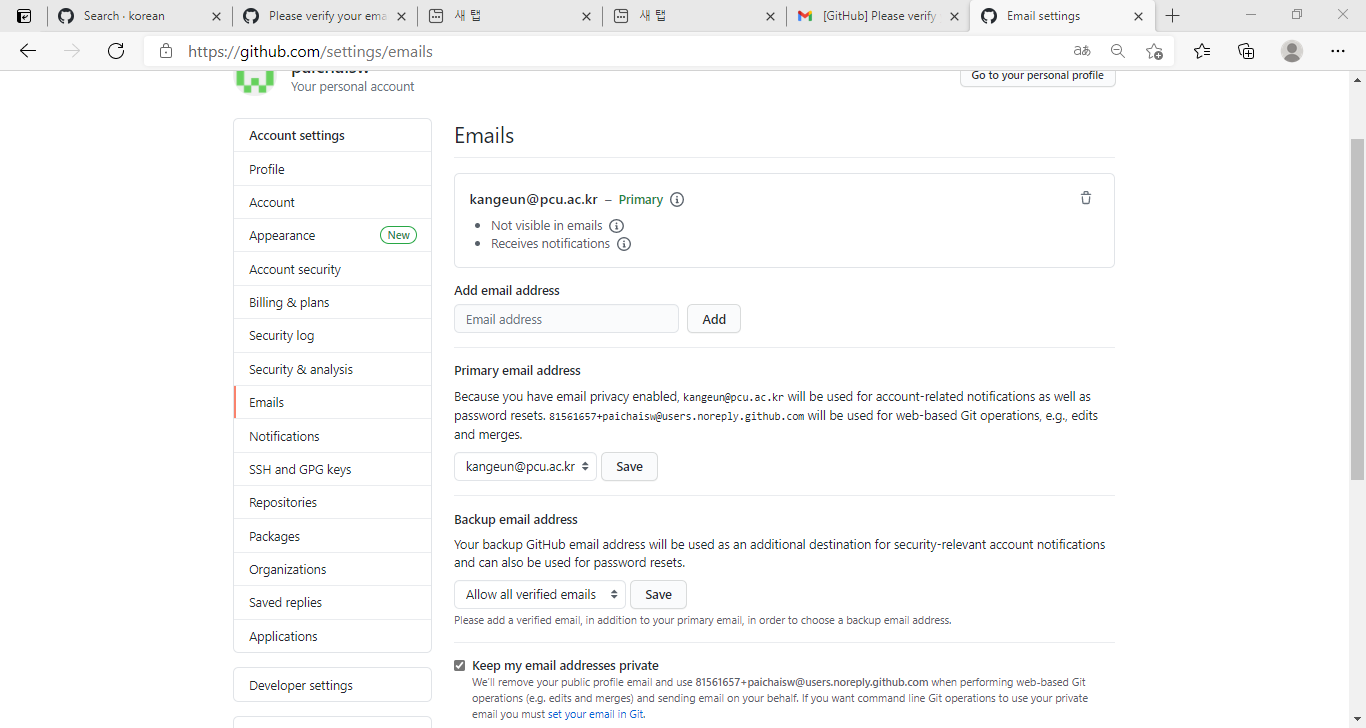 Search · korean
Please verify your ema
새 탭
새 탭
[GitHub] Please verify
Email settings
https://github.com/settings/emails
あぁ
paichaisw
Your personal account
Go to your personal profile
Account settings
Profile
Account
Appearance New
Account security
Billing & plans
Security log
Security & analysis
Emails
Notifications
SSH and GPG keys
Repositories
Packages
Organizations
Saved replies
Applications
Developer settings
Emails
kangeun@pcu.ac.kr – Primary
Not visible in emails
Receives notifications
Add email address
Email address Add
Primary email address
Because you have email privacy enabled, kangeun@pcu.ac.kr will be used for account-related notifications as well as
password resets. 81561657+paichaisw@users.noreply.github.com will be used for web-based Git operations, e.g., edits
and merges.
kangeun@pcu.ac.kr Save
Backup email address
Your backup GitHub email address will be used as an additional destination for security-relevant account notifications
and can also be used for password resets.
Allow all verified emails Save
Please add a verified email, in addition to your primary email, in order to choose a backup email address.
Keep my email addresses private
We'll remove your public profile email and use 81561657+paichaisw@users.noreply.github.com when performing web-based Git
operations (e.g. edits and merges) and sending email on your behalf. If you want command line Git operations to use your private
email you must set your email in Git.